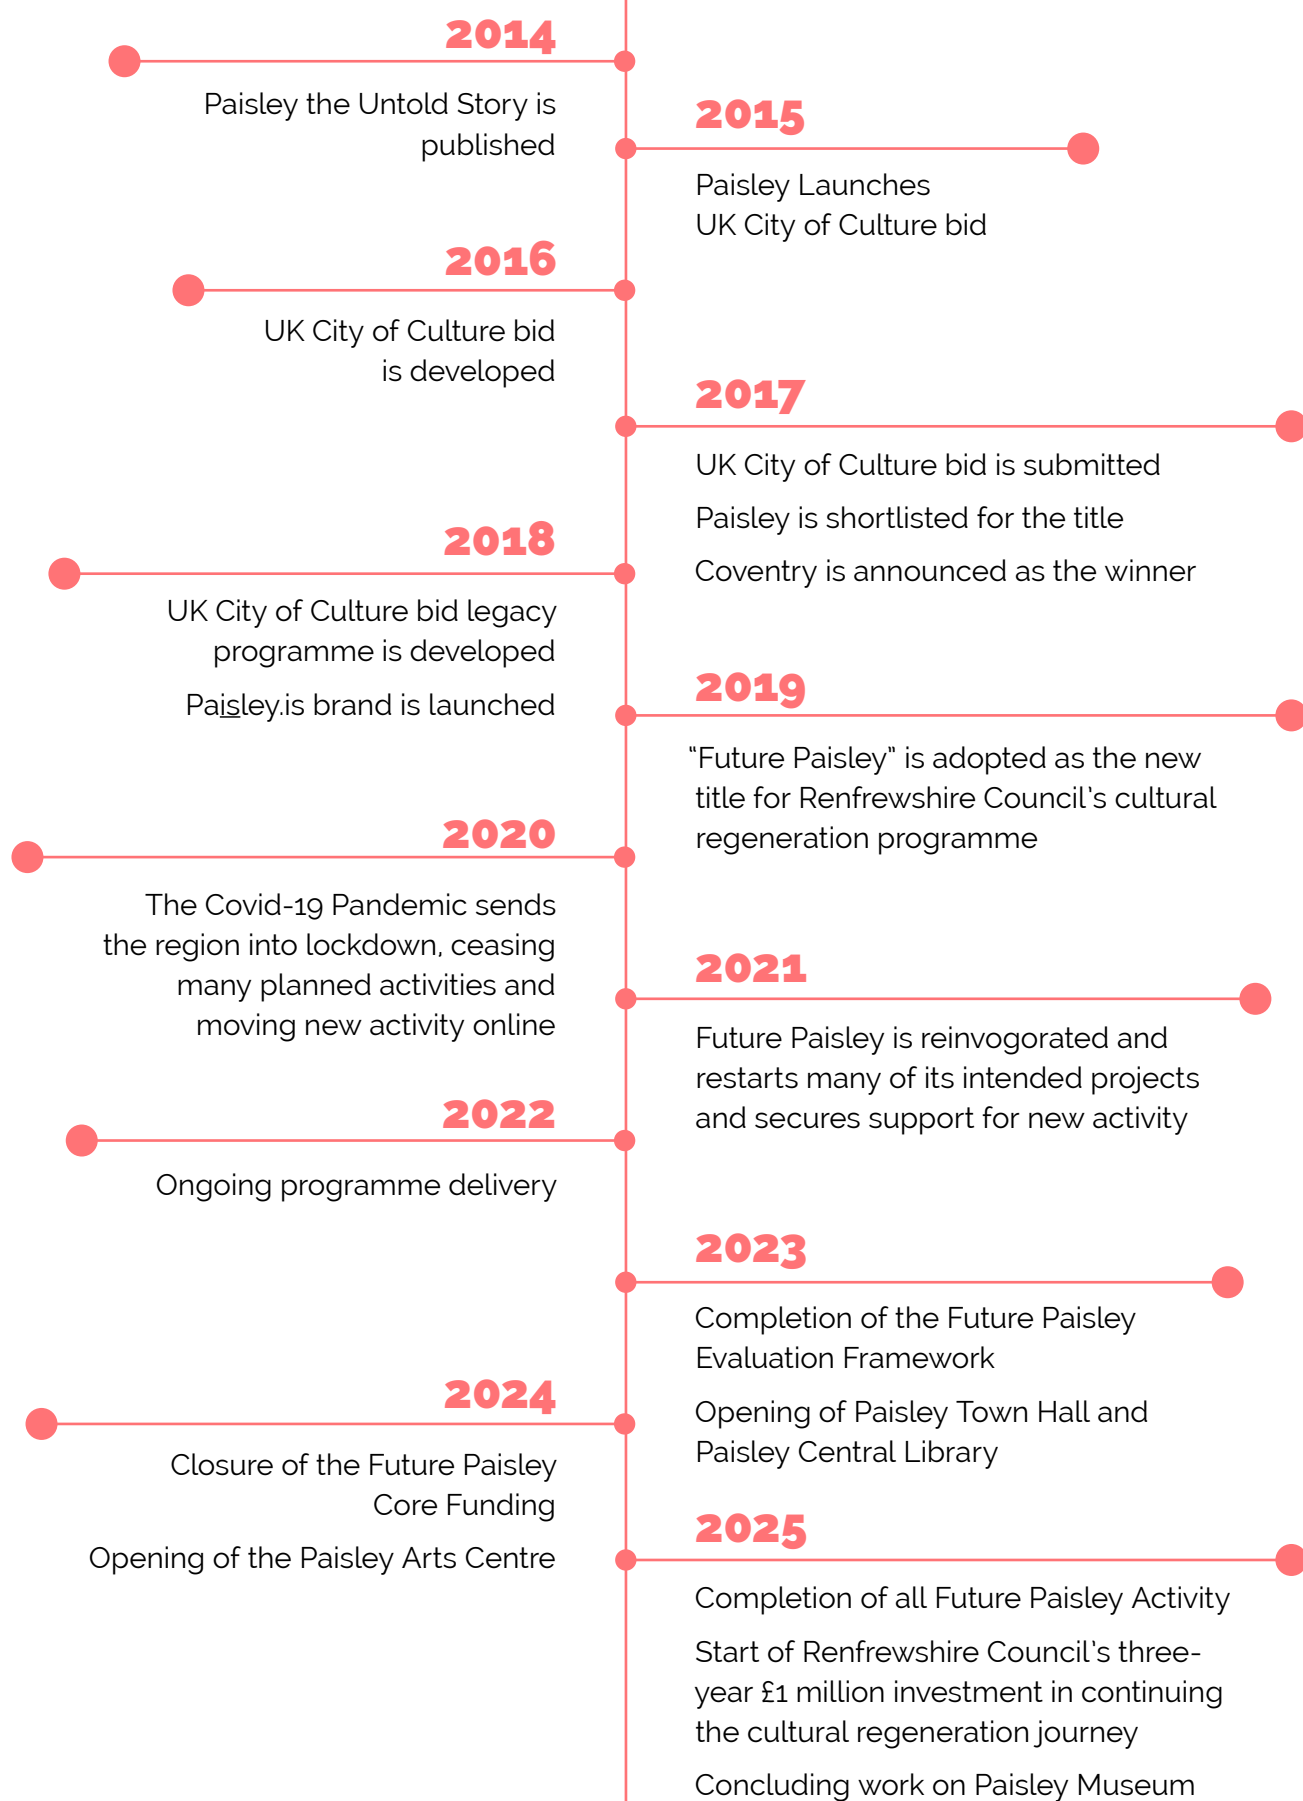 2014
Paisley the Untold Story is
published
2015
Paisley Launches
UK City of Culture bid
2016
UK City of Culture bid
is developed
2017
UK City of Culture bid is submitted
Paisley is shortlisted for the title
Coventry is announced as the winner
2018
UK City of Culture bid legacy
programme is developed
Paisley.is brand is launched
2019
“Future Paisley” is adopted as the new
title for Renfrewshire Council’s cultural
regeneration programme
2020
The Covid-19 Pandemic sends
the region into lockdown, ceasing
many planned activities and
moving new activity online
2021
Future Paisley is reinvogorated and
restarts many of its intended projects
and secures support for new activity
2022
Ongoing programme delivery
2023
Completion of the Future Paisley
Evaluation Framework
Opening of Paisley Town Hall and
Paisley Central Library
2024
Closure of the Future Paisley
Core Funding
Opening of the Paisley Arts Centre
2025
Completion of all Future Paisley Activity
Start of Renfrewshire Council’s three-
year £1 million investment in continuing
the cultural regeneration journey
Concluding work on Paisley Museum